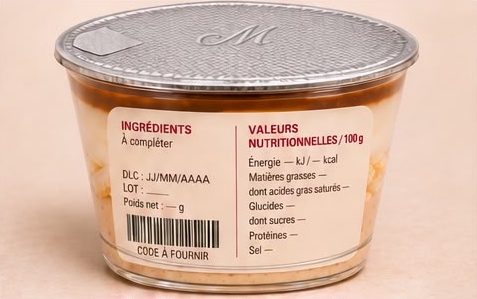 M
INGRÉDIENTS
À compléter
DLC : JJ/MM/AAAA
LOT : ____
Poids net : — g
CODE À FOURNIR
VALEURS
NUTRITIONNELLES / 100 g
Énergie — kJ / — kcal
Matières grasses —
dont acides gras saturés —
Glucides —
dont sucres —
Protéines —
Sel —